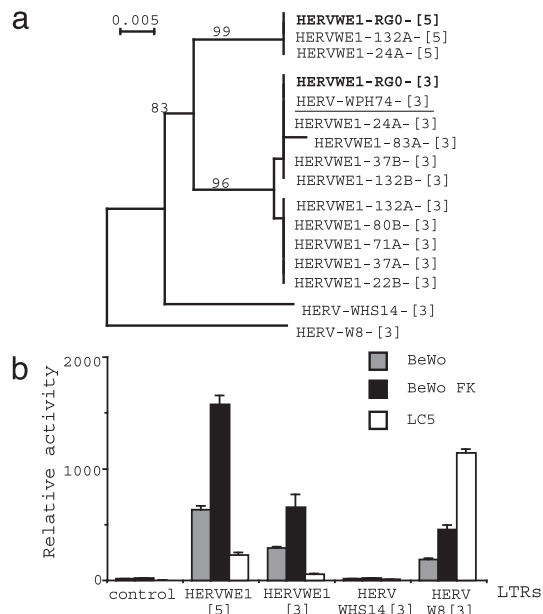 a
0.005
99
HERVWE1-RG0-[5]
HERVWE1-132A-[5]
HERVWE1-24A-[5]
83
96
HERVWE1-RG0-[3]
HERV-WPH74-[3]
HERVWE1-24A-[3]
HERVWE1-83A-[3]
HERVWE1-37B-[3]
HERVWE1-132B-[3]
HERVWE1-132A-[3]
HERVWE1-80B-[3]
HERVWE1-71A-[3]
HERVWE1-37A-[3]
HERVWE1-22B-[3]
HERV-WHS14-[3]
HERV-W8-[3]
b
Relative activity
2000
1000
0
BeWo
BeWo FK
LC5
control HERVWE1 HERVWE1 HERV HERV LTRs
[5] [3] WHS14[3] W8[3]